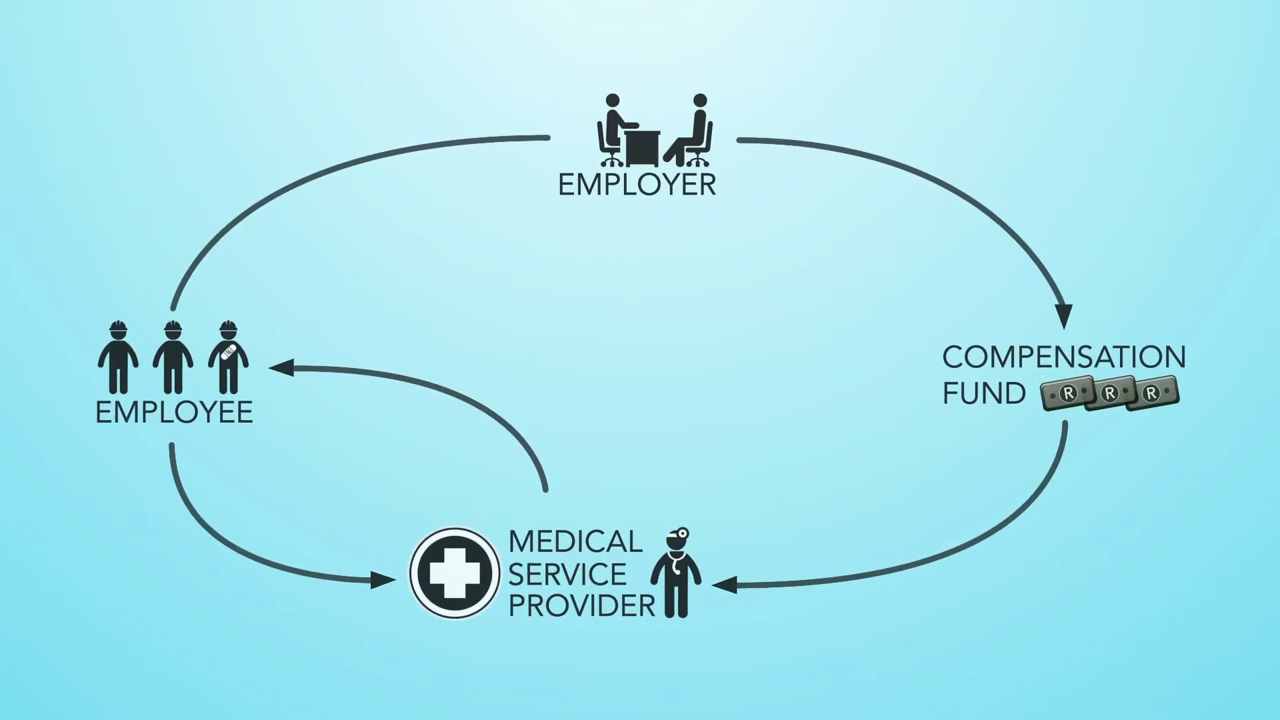 EMPLOYER
COMPENSATION
FUND R R R
EMPLOYEE
MEDICAL
SERVICE
PROVIDER